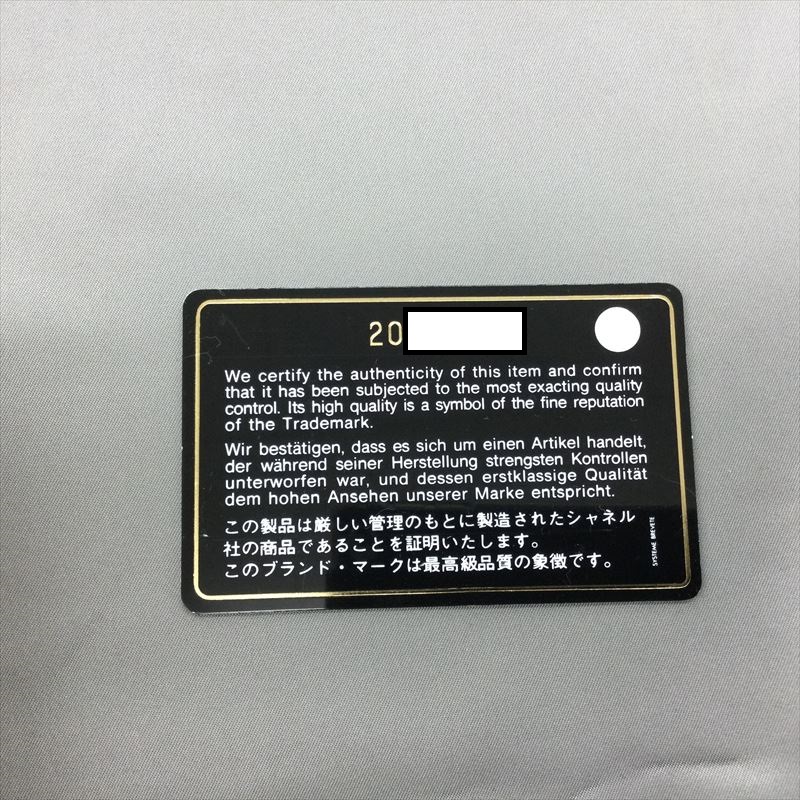 20
We certify the authenticity of this item and confirm
that it has been subjected to the most exacting quality
control. Its high quality is a symbol of the fine reputation
of the Trademark.
Wir bestätigen, dass es sich um einen Artikel handelt,
der während seiner Herstellung strengsten Kontrollen
unterworfen war, und dessen erstklassige Qualität
dem hohen Ansehen unserer Marke entspricht.
この製品は厳しい管理のもとに製造されたシャネル
社の商品であることを証明いたします。
このブランド・マークは最高級品質の象徴です。
SYSTEME BREVETE